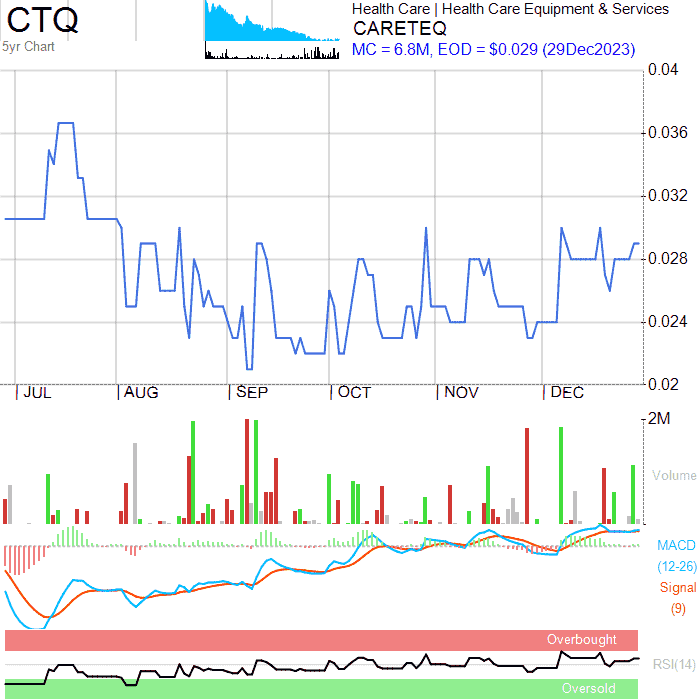 CTQ
5yr Chart
Health Care | Health Care Equipment & Services
CARETEQ
MC = 6.8M, EOD = $0.029 (29Dec2023)
0.04
0.036
0.032
0.028
0.024
0.02
JUL AUG SEP OCT NOV DEC
2M
Volume
MACD
(12-26)
Signal
(9)
Overbought
RSI(14)
Oversold